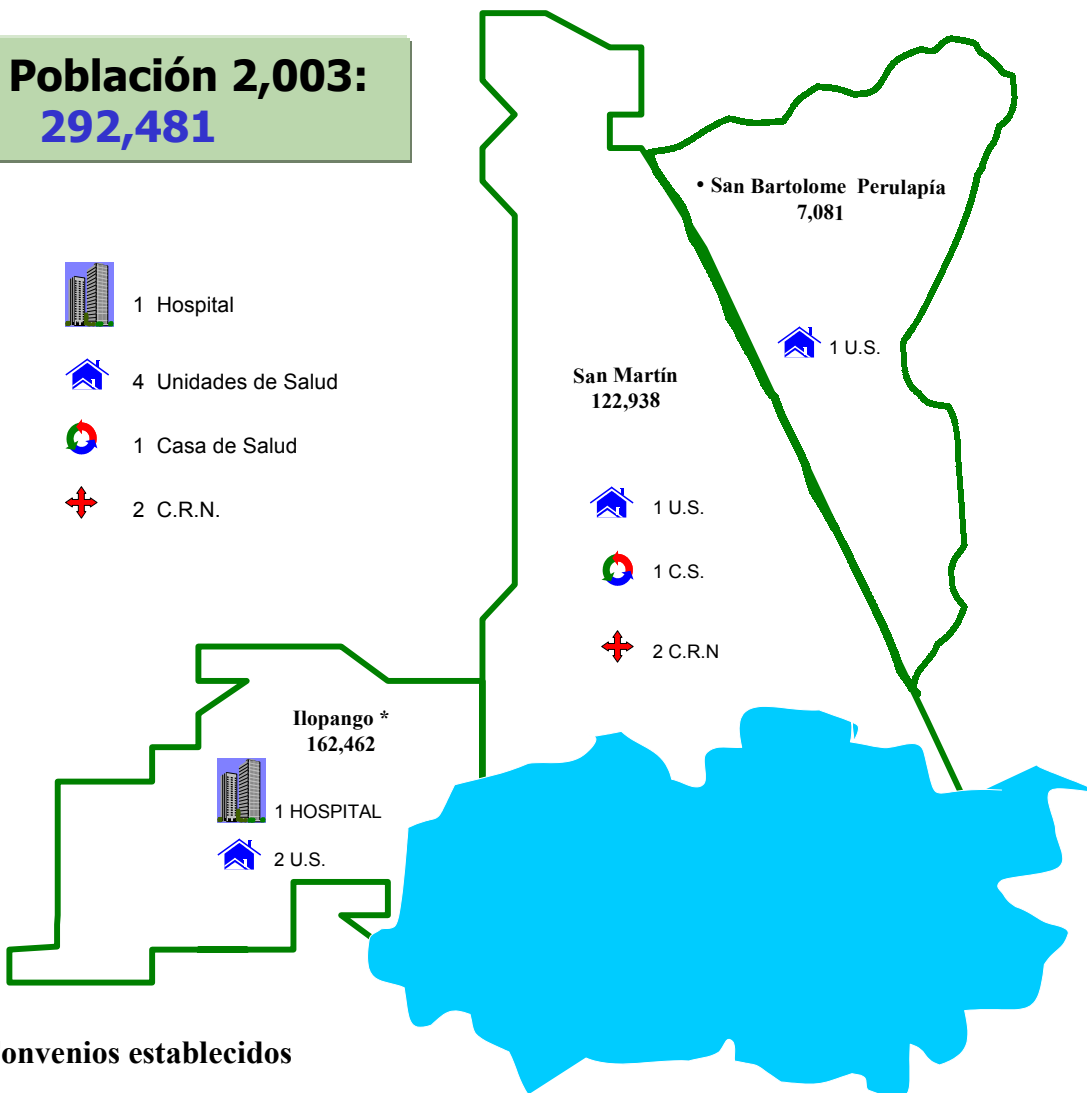 Población 2,003:
292,481
1 Hospital
4 Unidades de Salud
1 Casa de Salud
2 C.R.N.
• San Bartolome Perulapía
7,081
1 U.S.
San Martín
122,938
1 U.S.
1 C.S.
2 C.R.N
Ilopango *
162,462
1 HOSPITAL
2 U.S.
onvenios establecidos